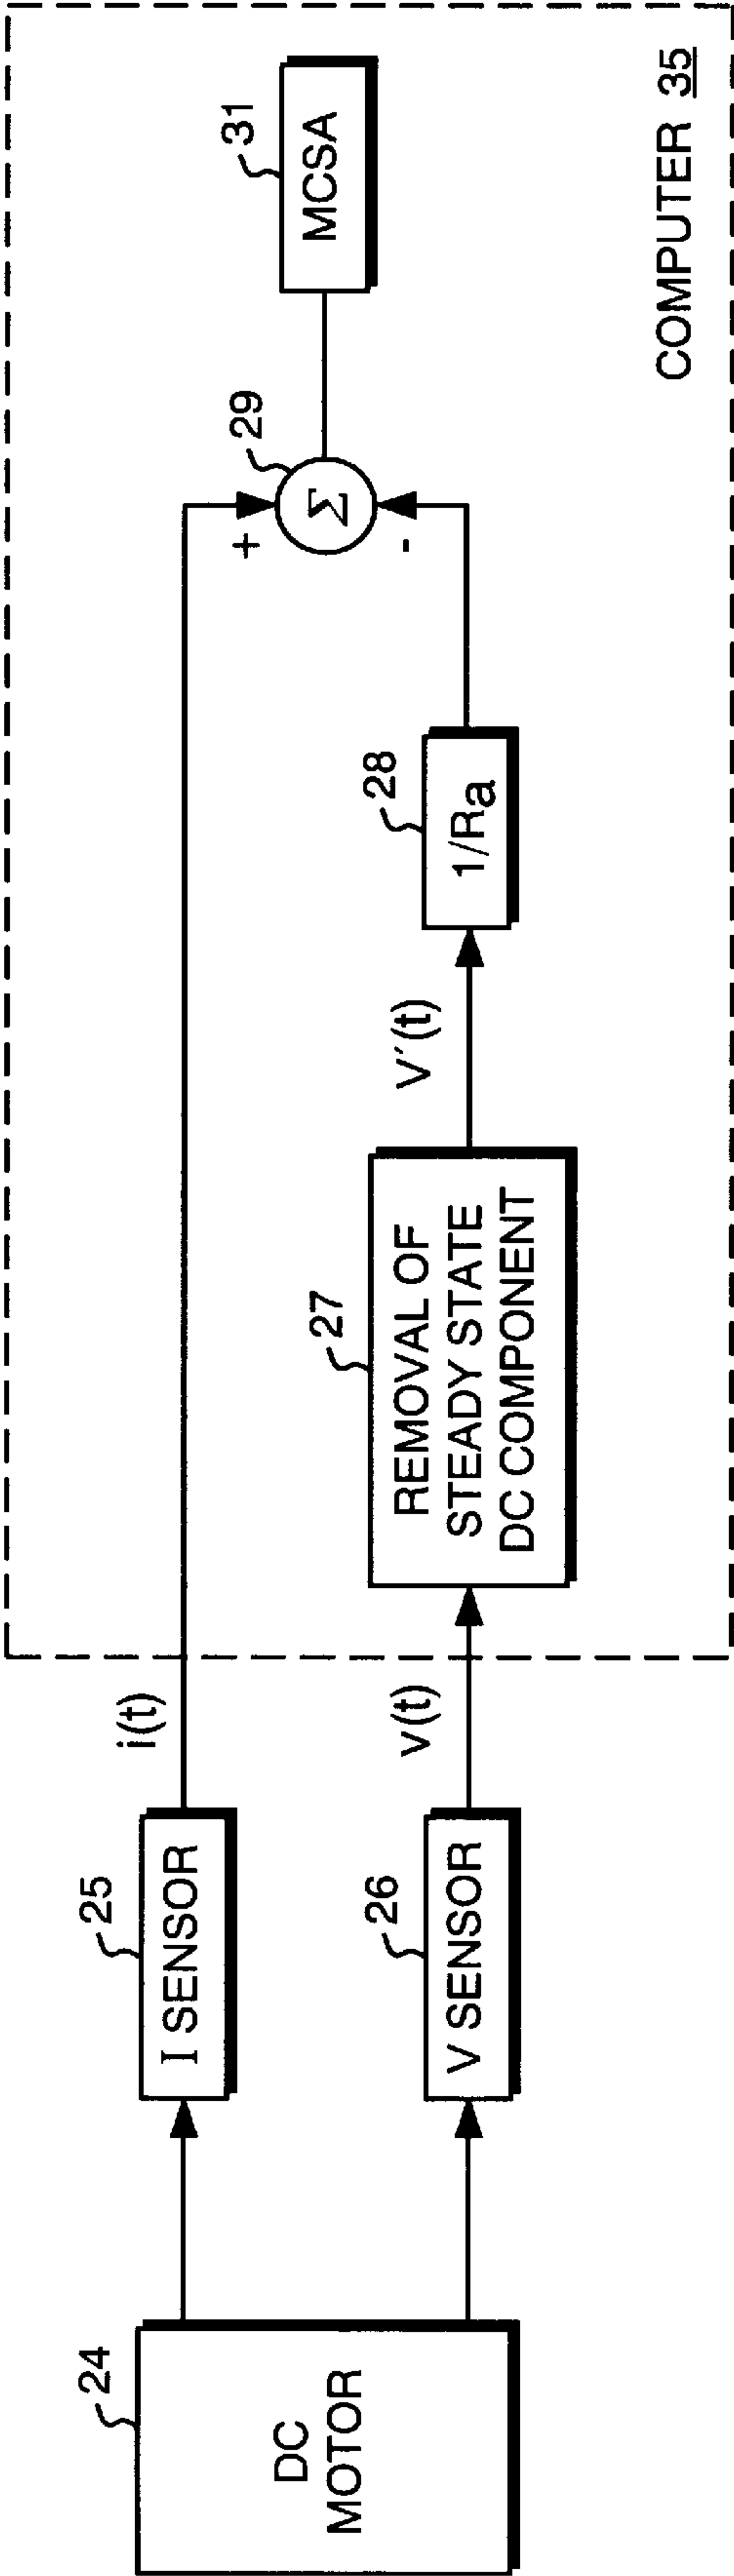 24
DC
MOTOR
25
I SENSOR
i(t)
26
V SENSOR
v(t)
27
REMOVAL OF
STEADY STATE
DC COMPONENT
V´(t)
28
1/Ra
+
-
29
Σ
31
MCSA
COMPUTER 35